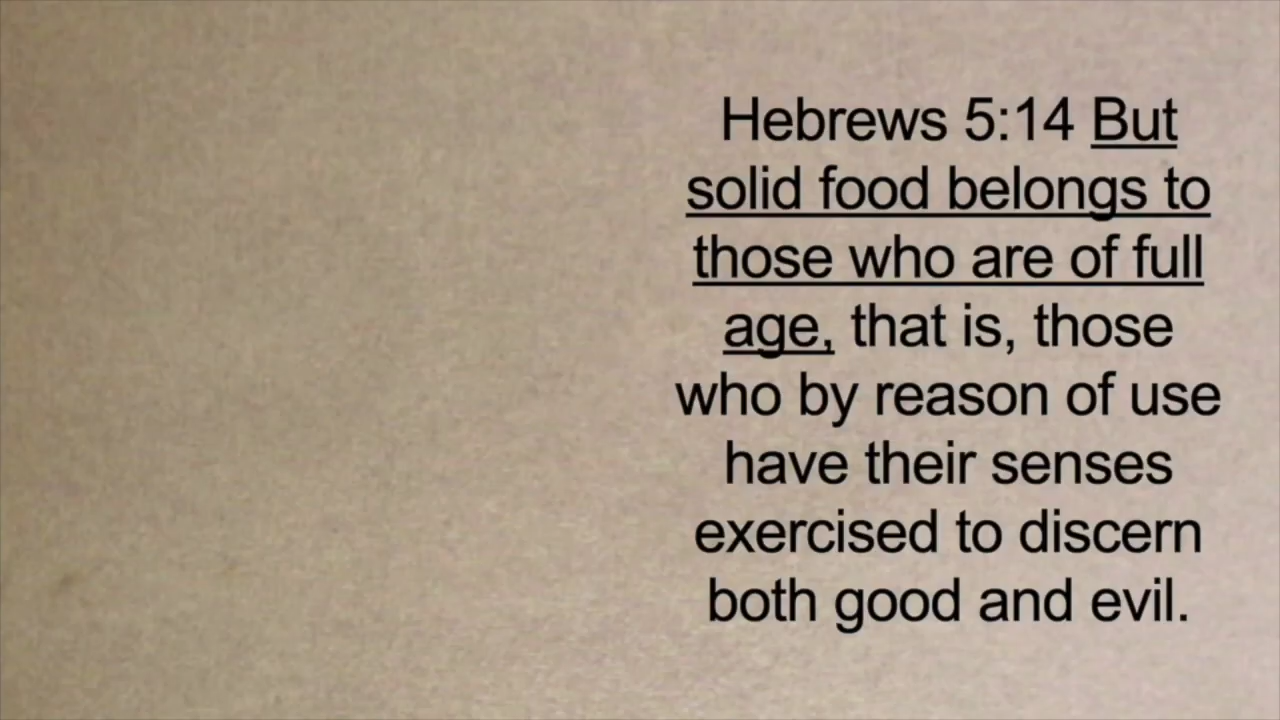 Hebrews 5:14 But
solid food belongs to
those who are of full
age, that is, those
who by reason of use
have their senses
exercised to discern
both good and evil.